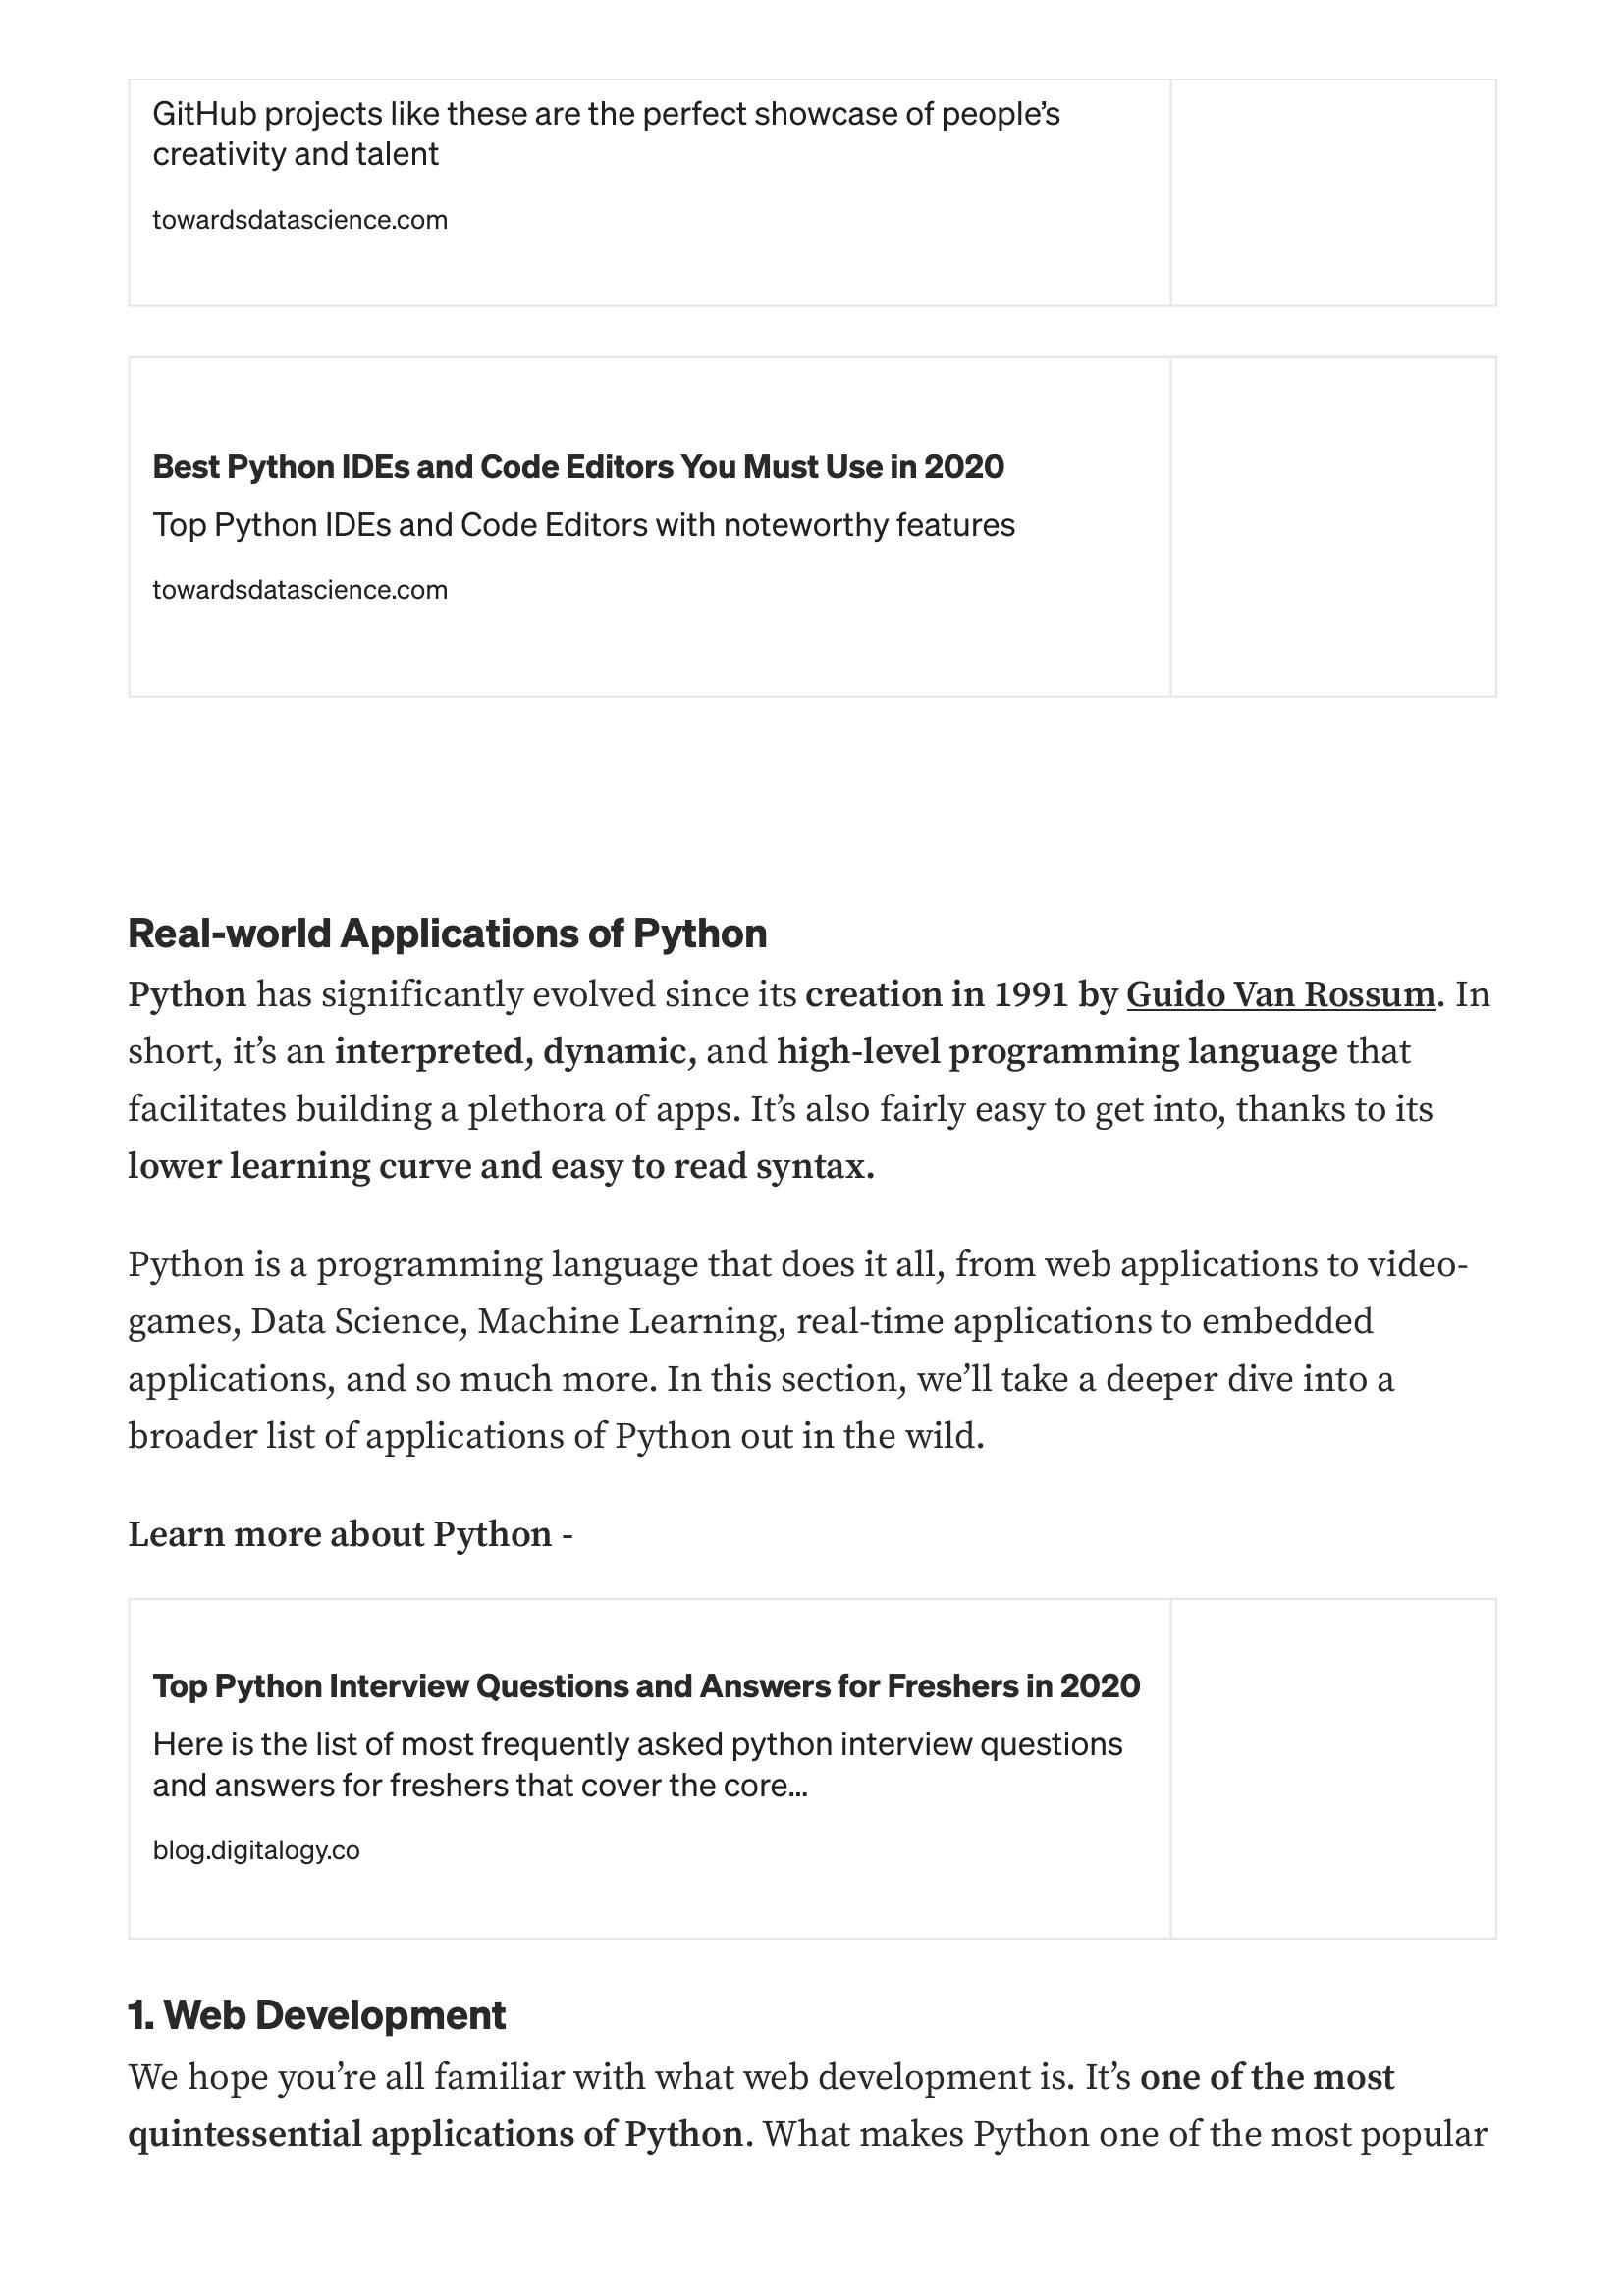 GitHub projects like these are the perfect showcase of people’s
creativity and talent
towardsdatascience.com
Best Python IDEs and Code Editors You Must Use in 2020
Top Python IDEs and Code Editors with noteworthy features
towardsdatascience.com
Real-world Applications of Python
Python has significantly evolved since its creation in 1991 by Guido Van Rossum. In
short, it’s an interpreted, dynamic, and high-level programming language that
facilitates building a plethora of apps. It’s also fairly easy to get into, thanks to its
lower learning curve and easy to read syntax.
Python is a programming language that does it all, from web applications to video-
games, Data Science, Machine Learning, real-time applications to embedded
applications, and so much more. In this section, we’ll take a deeper dive into a
broader list of applications of Python out in the wild.
Learn more about Python -
Top Python Interview Questions and Answers for Freshers in 2020
Here is the list of most frequently asked python interview questions
and answers for freshers that cover the core…
blog.digitalogy.co
1. Web Development
We hope you’re all familiar with what web development is. It’s one of the most
quintessential applications of Python. What makes Python one of the most popular